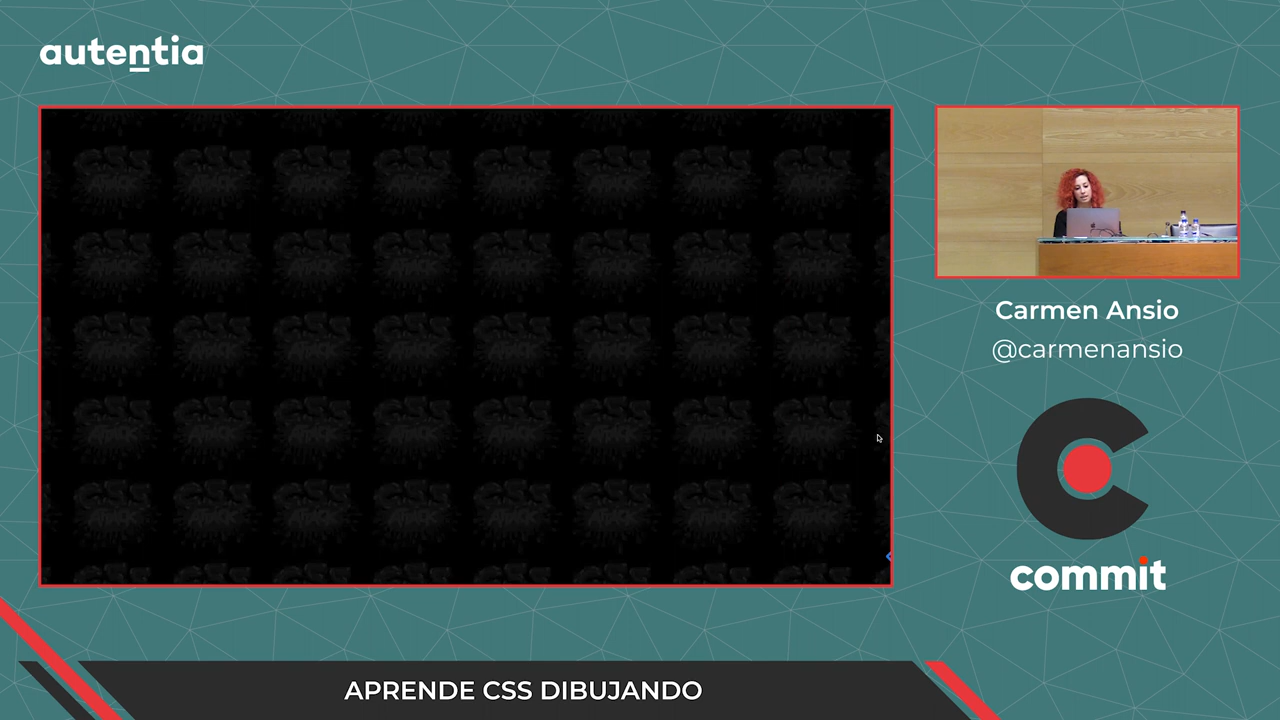 autentia
Carmen Ansio
@carmenansio
commit
APRENDE CSS DIBUJANDO